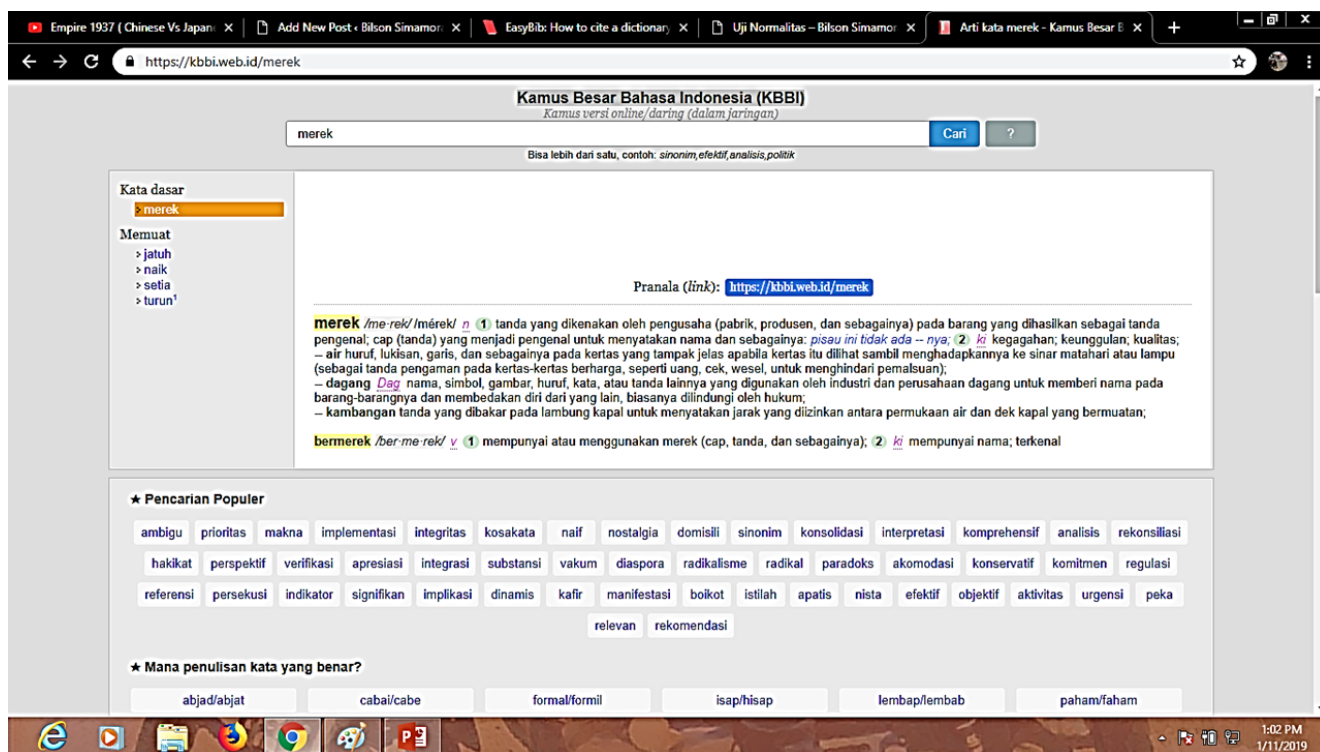 Empire 1937 ( Chinese Vs Japan
Add New Post ‹ Bilson Simamor
EasyBib: How to cite a dictionary
Uji Normalitas – Bilson Simamor
Arti kata merek - Kamus Besar B
https://kbbi.web.id/merek
Kamus Besar Bahasa Indonesia (KBBI)
Kamus versi online/daring (dalam jaringan)
merek
Cari
?
Bisa lebih dari satu, contoh: sinonim,efektif,analisis,politik
Kata dasar
> merek
Memuat
> jatuh
> naik
> setia
> turun¹
Pranala (link): https://kbbi.web.id/merek
merek /me·rek/ /mérek/ n 1 tanda yang dikenakan oleh pengusaha (pabrik, produsen, dan sebagainya) pada barang yang dihasilkan sebagai tanda
pengenal; cap (tanda) yang menjadi pengenal untuk menyatakan nama dan sebagainya: pisau ini tidak ada -- nya; 2 ki kegagahan; keunggulan; kualitas;
-- air huruf, lukisan, garis, dan sebagainya pada kertas yang tampak jelas apabila kertas itu dilihat sambil menghadapkannya ke sinar matahari atau lampu
(sebagai tanda pengaman pada kertas-kertas berharga, seperti uang, cek, wesel, untuk menghindari pemalsuan);
-- dagang Dag nama, simbol, gambar, huruf, kata, atau tanda lainnya yang digunakan oleh industri dan perusahaan dagang untuk memberi nama pada
barang-barangnya dan membedakan diri dari yang lain, biasanya dilindungi oleh hukum;
-- kambangan tanda yang dibakar pada lambung kapal untuk menyatakan jarak yang diizinkan antara permukaan air dan dek kapal yang bermuatan;
bermerek /ber·me·rek/ v 1 mempunyai atau menggunakan merek (cap, tanda, dan sebagainya); 2 ki mempunyai nama; terkenal
★ Pencarian Populer
ambigu prioritas makna implementasi integritas kosakata naif nostalgia domisili sinonim konsolidasi interpretasi komprehensif analisis rekonsiliasi
hakikat perspektif verifikasi apresiasi integrasi substansi vakum diaspora radikalisme radikal paradoks akomodasi konservatif komitmen regulasi
referensi persekusi indikator signifikan implikasi dinamis kafir manifestasi boikot istilah apatis nista efektif objektif aktivitas urgensi peka
relevan rekomendasi
★ Mana penulisan kata yang benar?
abjad/abjat cabai/cabe formal/formil isap/hisap lembap/lembab paham/faham
1:02 PM
1/11/2019